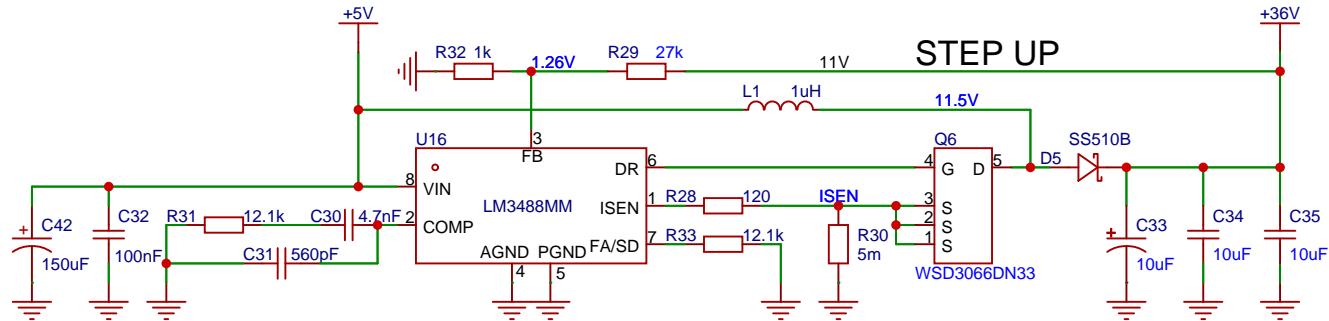 +5V
+36V
STEP UP
R32 1k
1.26V
R29 27k
11V
L1 1uH
11.5V
U16
3
FB
Q6
SS510B
8
VIN
DR
6
4
G
D
5
D5
R31
12.1k
C30
4.7nF
2
COMP
LM3488MM
ISEN
1
R28
120
ISEN
3
S
2
S
1
S
C42
150uF
C32
100nF
C31
560pF
AGND
PGND
4
5
FA/SD
7
R33
12.1k
R30
5m
WSD3066DN33
C33
10uF
C34
10uF
C35
10uF
+
+